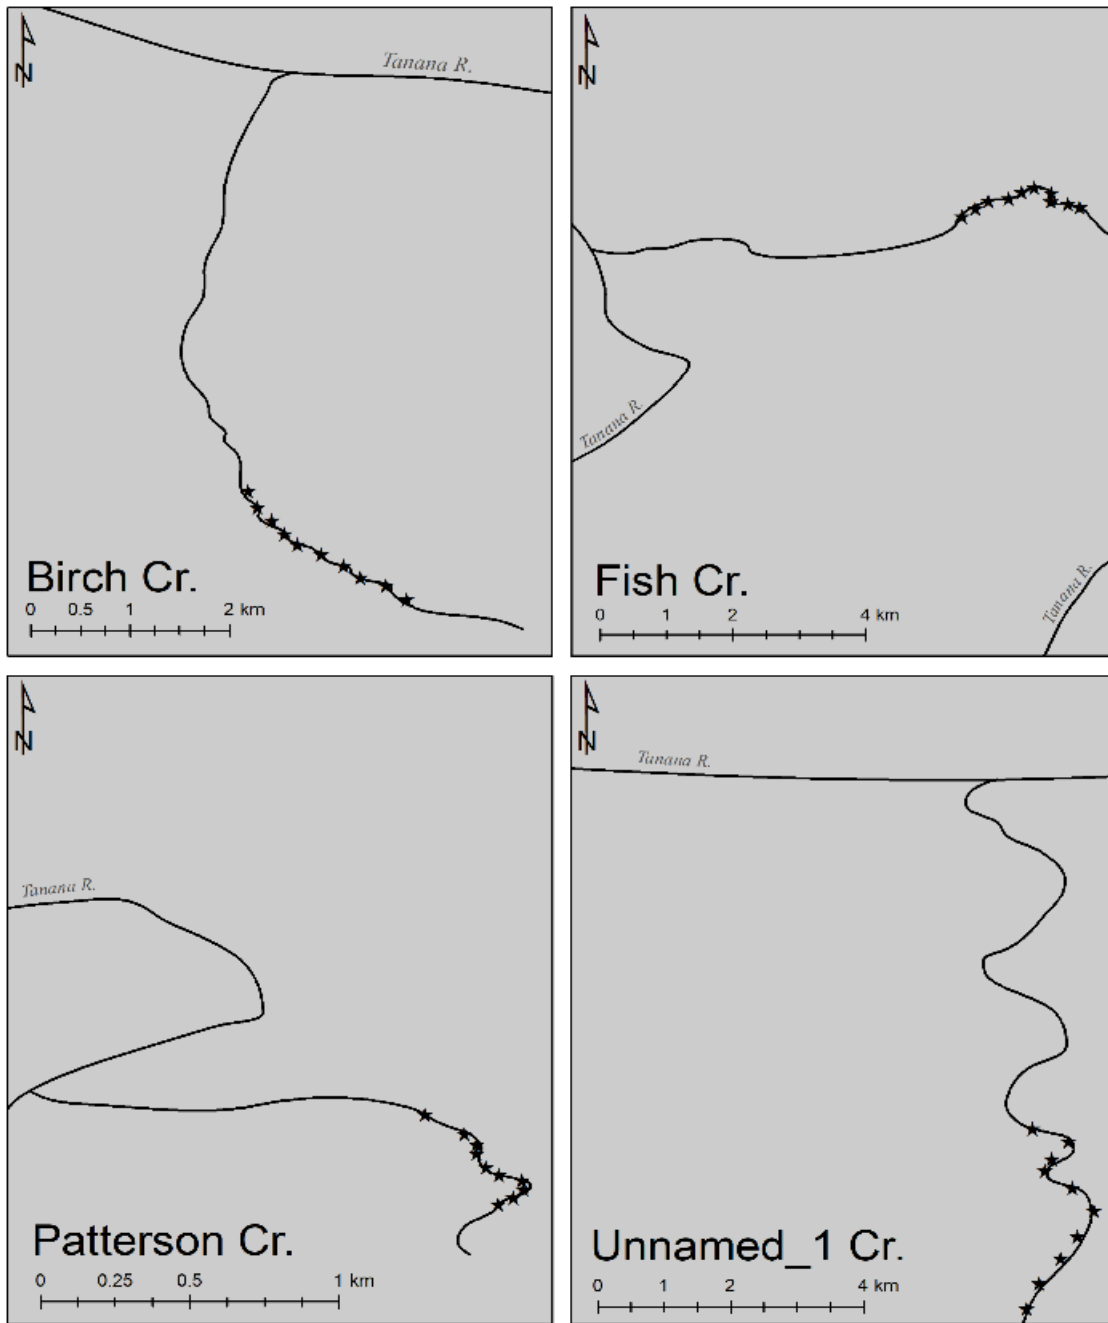 N
Tanana R.
Birch Cr.
0 0.5 1 2 km
N
Tanana R.
Tanana R.
Fish Cr.
0 1 2 4 km
N
Tanana R.
Patterson Cr.
0 0.25 0.5 1 km
N
Tanana R.
Unnamed_1 Cr.
0 1 2 4 km